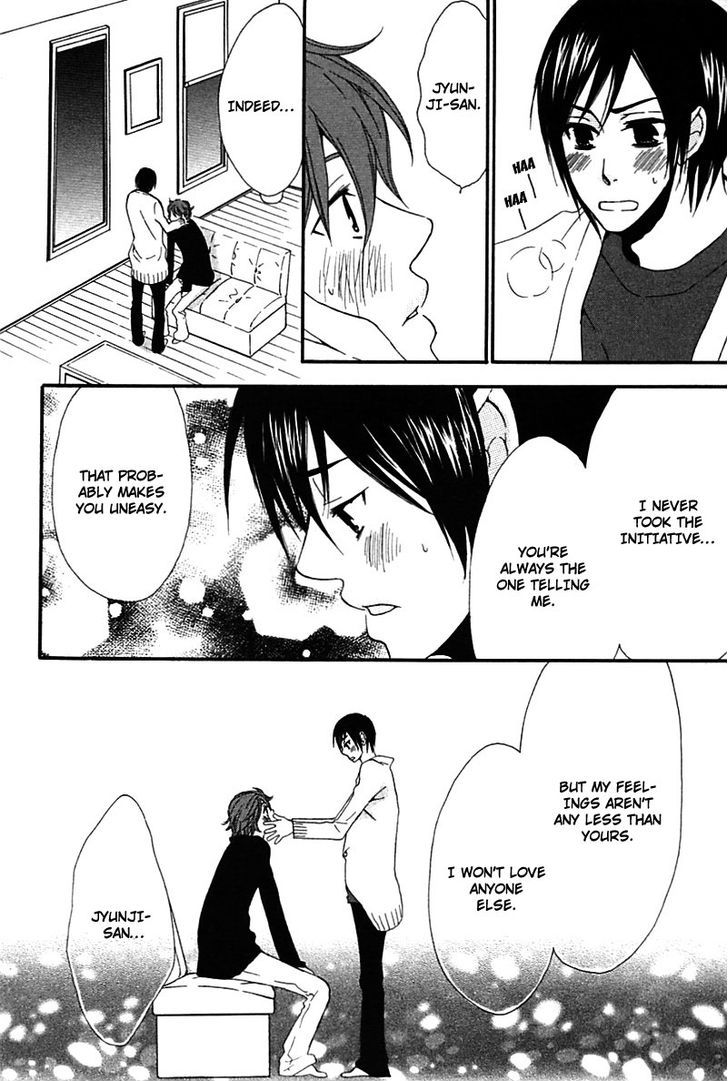 HAA
HAA
JYUN-
JI-SAN.
INDEED...
I NEVER
TOOK THE
INITIATIVE...
YOU'RE
ALWAYS THE
ONE TELLING
ME.
THAT PROB-
ABLY MAKES
YOU UNEASY.
BUT MY FEEL-
INGS AREN'T
ANY LESS THAN
YOURS.
I WON'T LOVE
ANYONE
ELSE.
JYUNJI-
SAN...